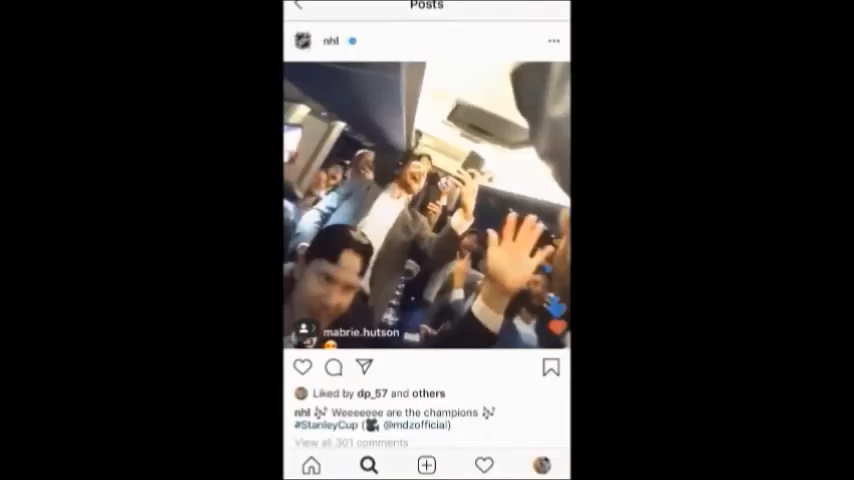 Posts
nhl
mabrie.hutson
Liked by dp_57 and others
nhl 🎶 Weeeeeee are the champions 🎶
#StanleyCup (🎥 @mdzofficial)
View all 301 comments